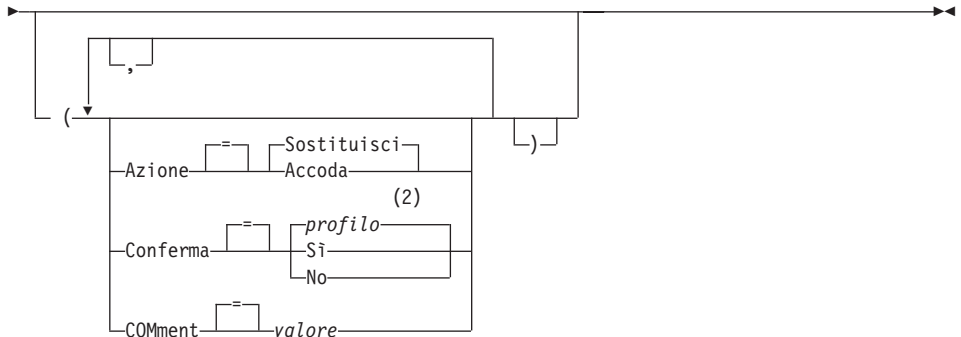 ,
(
)
= Sostituisci
Azione Accoda
(2)
= profilo
Conferma Sì
No
=
COMment valore